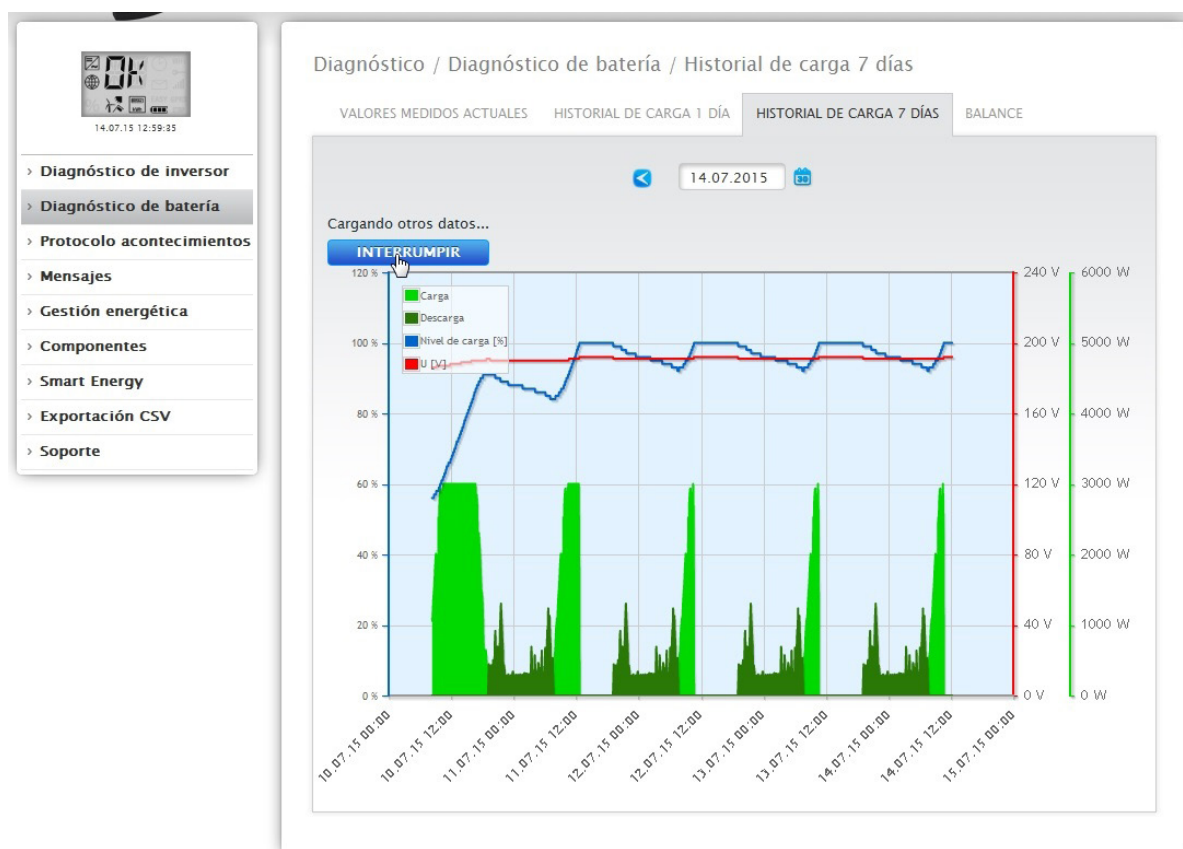 OK
14.07.15 12:59:35
› Diagnóstico de inversor
› Diagnóstico de batería
› Protocolo acontecimientos
› Mensajes
› Gestión energética
› Componentes
› Smart Energy
› Exportación CSV
› Soporte
Diagnóstico / Diagnóstico de batería / Historial de carga 7 días
VALORES MEDIDOS ACTUALES HISTORIAL DE CARGA 1 DÍA HISTORIAL DE CARGA 7 DÍAS BALANCE
14.07.2015 30
Cargando otros datos...
INTERRUMPIR
120 % 240 V 6000 W
Carga
Descarga
100 % Nivel de carga [%] 200 V 5000 W
U [V]
80 % 160 V 4000 W
60 % 120 V 3000 W
40 % 80 V 2000 W
20 % 40 V 1000 W
0 % 0 V 0 W
10.07.15 00:00 10.07.15 12:00 11.07.15 00:00 11.07.15 12:00 12.07.15 00:00 12.07.15 12:00 13.07.15 00:00 13.07.15 12:00 14.07.15 00:00 14.07.15 12:00 15.07.15 00:00